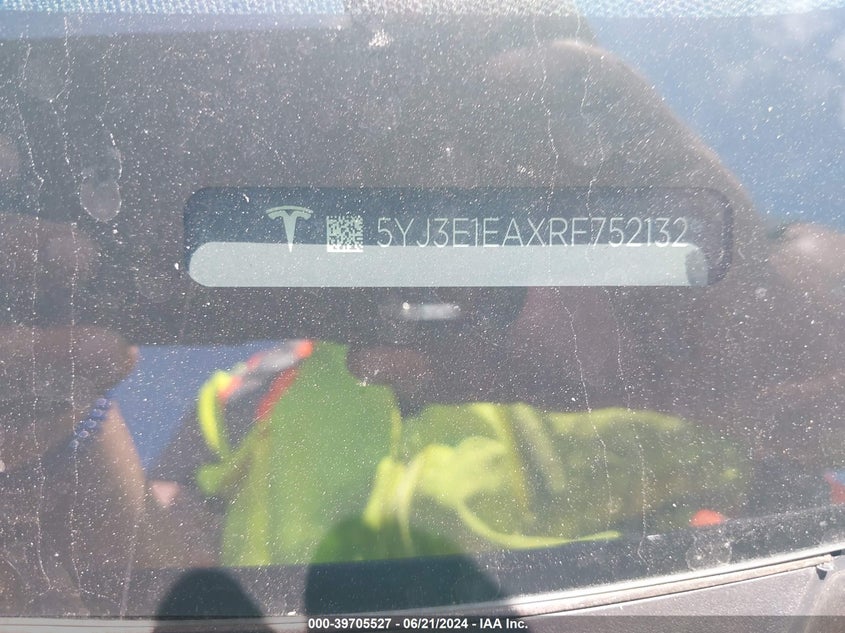 5YJ3E1EAXRF752132
000-39705527 / 06/21/2024 - IAA Inc.